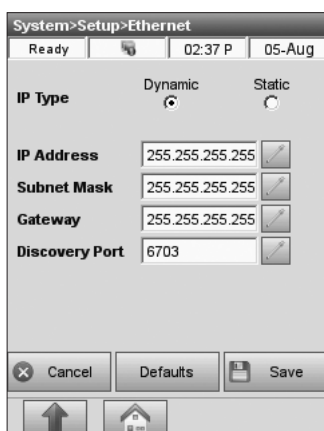 System>Setup>Ethernet
Ready 02:37 P 05-Aug
Dynamic Static
IP Type
IP Address 255.255.255.255
Subnet Mask 255.255.255.255
Gateway 255.255.255.255
Discovery Port 6703
Cancel Defaults Save